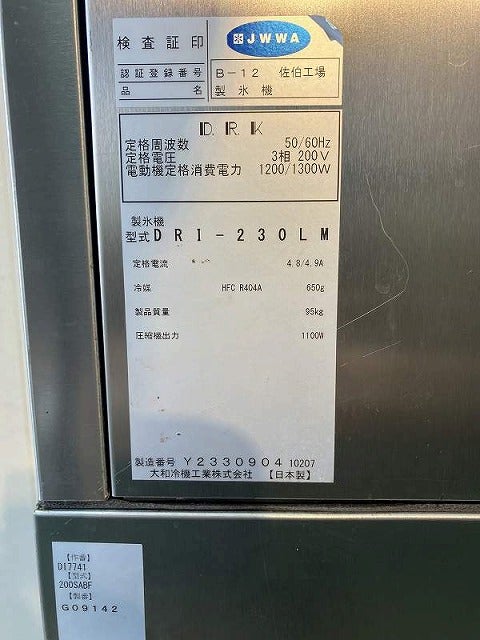 検査証印
JWWA
認証登録番号 B-12 佐伯工場
品名 製氷機
D.R.K
定格周波数 50/60Hz
定格電圧 3相 200V
電動機定格消費電力 1200/1300W
製氷機
型式 DRI-230LM
定格電流 4.8/4.9A
冷媒 HFC R404A 650g
製品質量 95kg
圧縮機出力 1100W
製造番号 Y2330904 10207
大和冷機工業株式会社 【日本製】
【作番】
D17741
【型式】
200SABF
【製番】
G09142